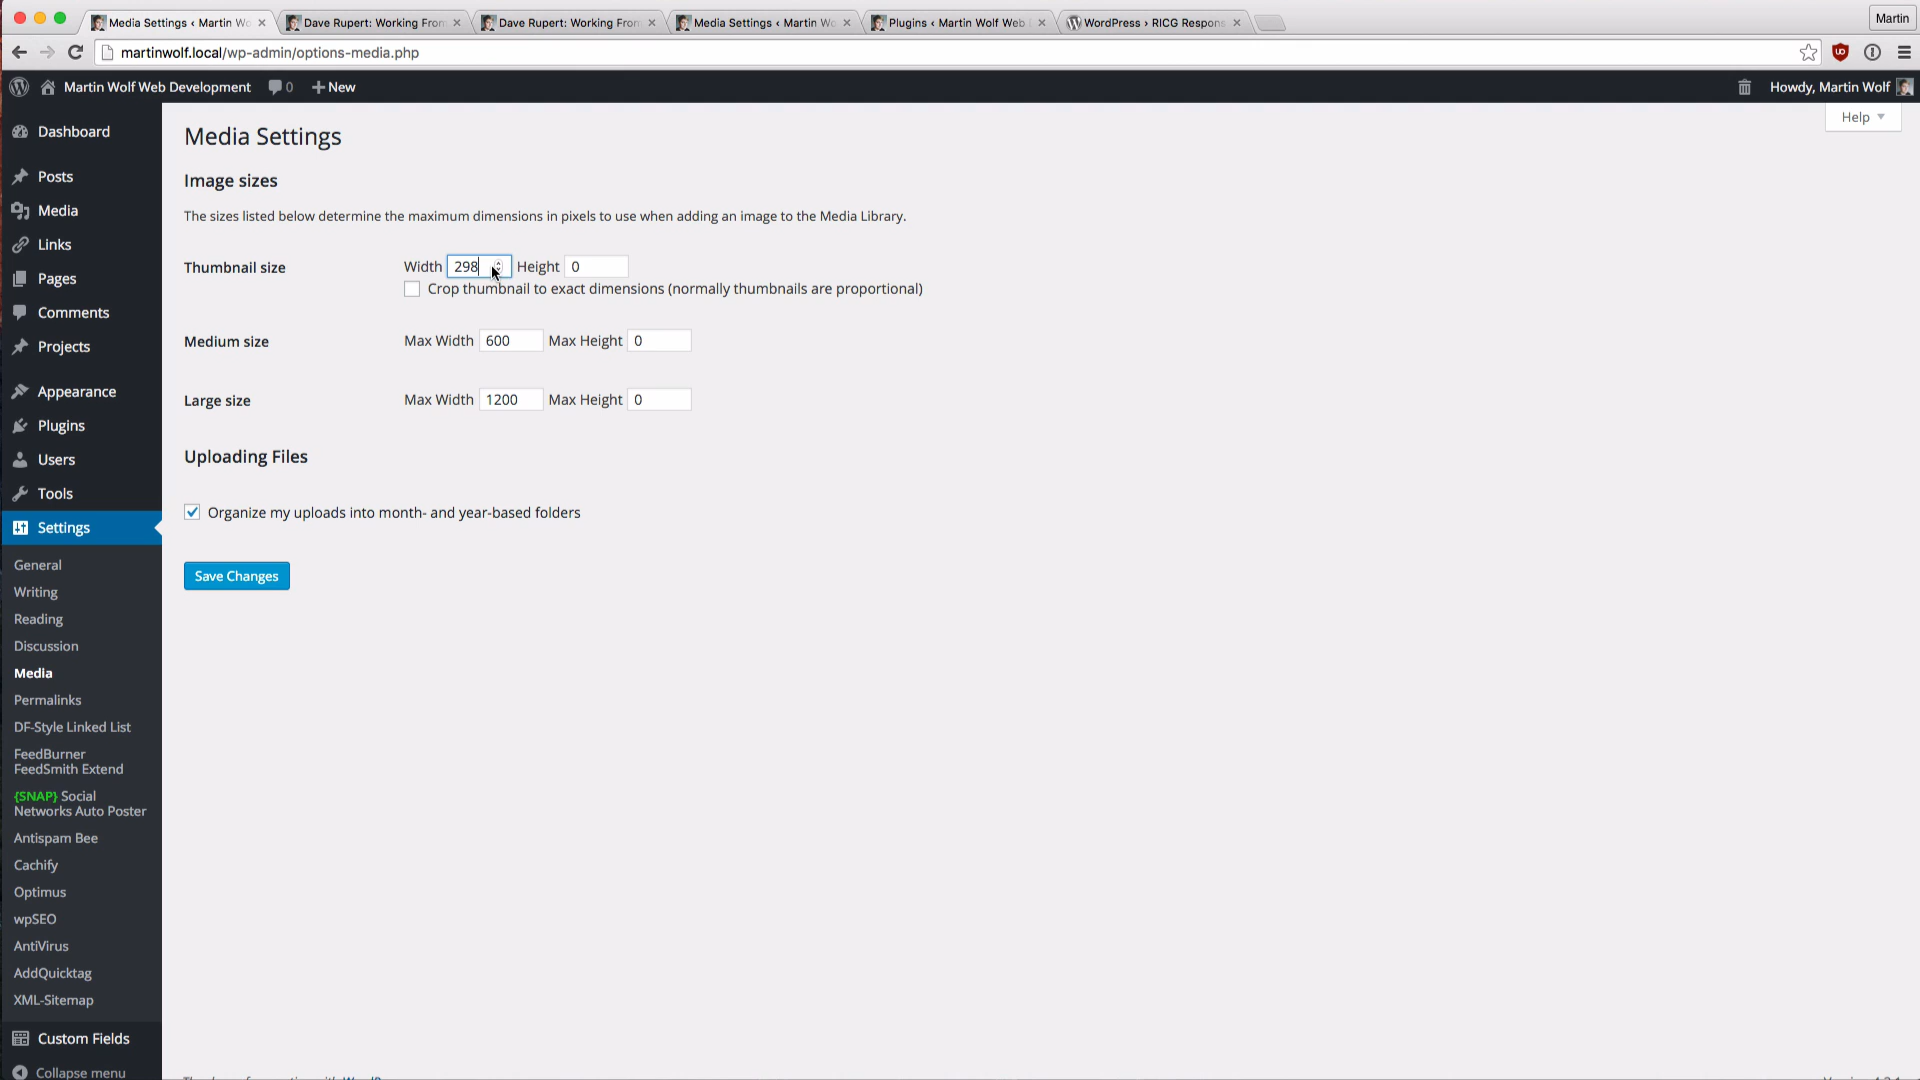 Media Settings ‹ Martin Wo
Dave Rupert: Working Fron
Dave Rupert: Working Fron
Media Settings ‹ Martin Wo
Plugins ‹ Martin Wolf Web
WordPress › RICG Respons
Martin
martinwolf.local/wp-admin/options-media.php
Martin Wolf Web Development
0
New
Howdy, Martin Wolf
Help
Dashboard
Posts
Media
Links
Pages
Comments
Projects
Appearance
Plugins
Users
Tools
Settings
General
Writing
Reading
Discussion
Media
Permalinks
DF-Style Linked List
FeedBurner
FeedSmith Extend
{SNAP} Social
Networks Auto Poster
Antispam Bee
Cachify
Optimus
wpSEO
AntiVirus
AddQuicktag
XML-Sitemap
Custom Fields
Collapse menu
Media Settings
Image sizes
The sizes listed below determine the maximum dimensions in pixels to use when adding an image to the Media Library.
Thumbnail size
Width 298 Height 0
Crop thumbnail to exact dimensions (normally thumbnails are proportional)
Medium size
Max Width 600 Max Height 0
Large size
Max Width 1200 Max Height 0
Uploading Files
Organize my uploads into month- and year-based folders
Save Changes